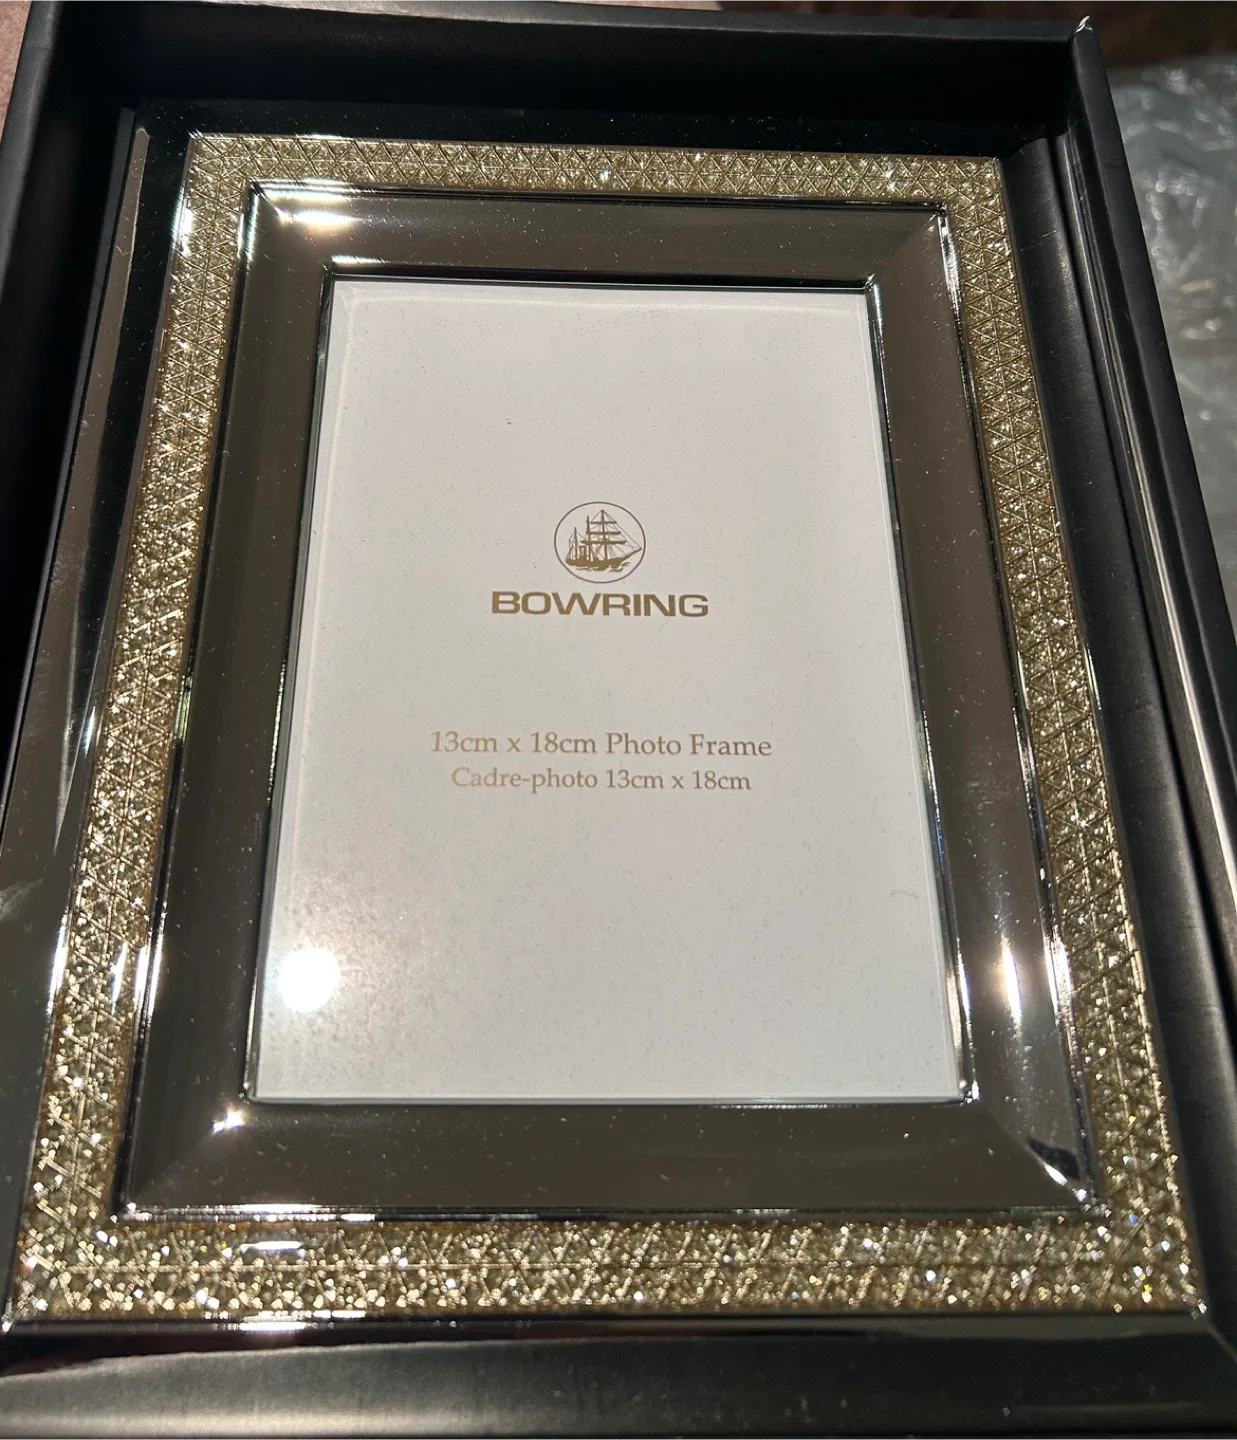 BOWRING
13cm x 18cm Photo Frame
Cadre-photo 13cm x 18cm